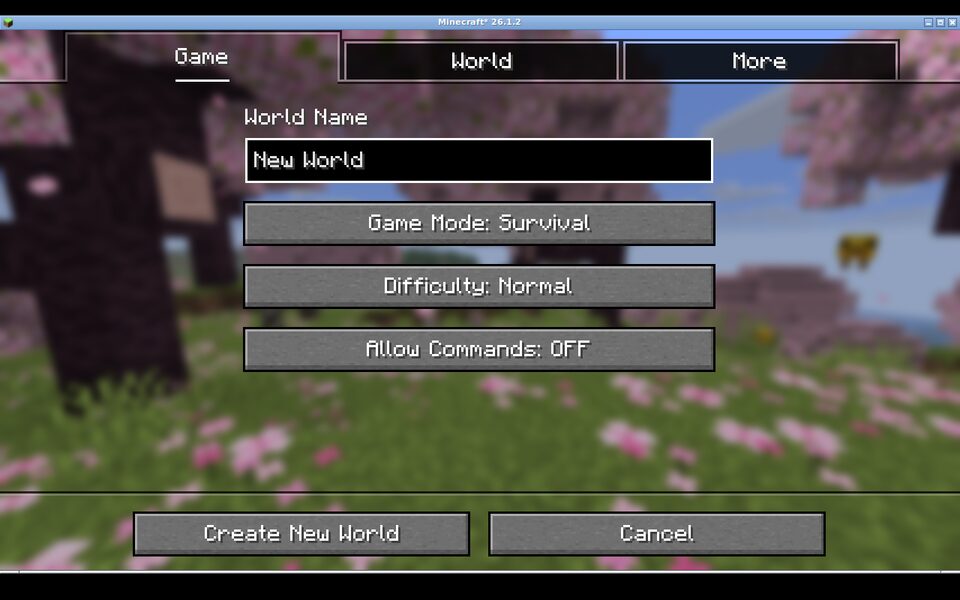 Minecraft* 26.1.2
Game
World
More
World Name
New World
Game Mode: Survival
Difficulty: Normal
Allow Commands: OFF
Create New World
Cancel